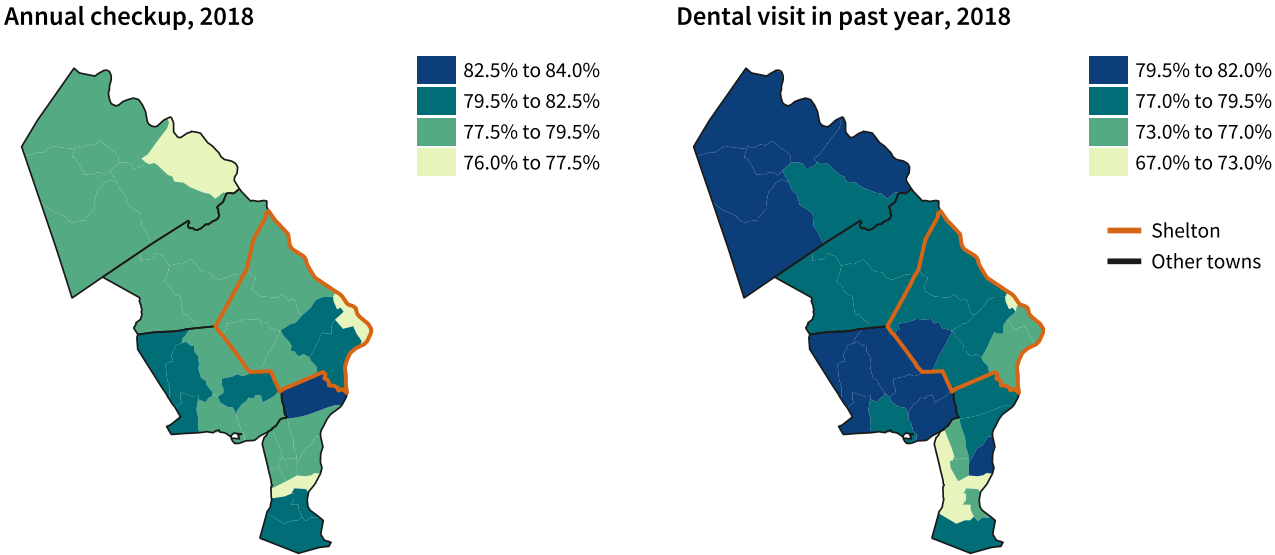 Annual checkup, 2018
82.5% to 84.0%
79.5% to 82.5%
77.5% to 79.5%
76.0% to 77.5%
Dental visit in past year, 2018
79.5% to 82.0%
77.0% to 79.5%
73.0% to 77.0%
67.0% to 73.0%
Shelton
Other towns